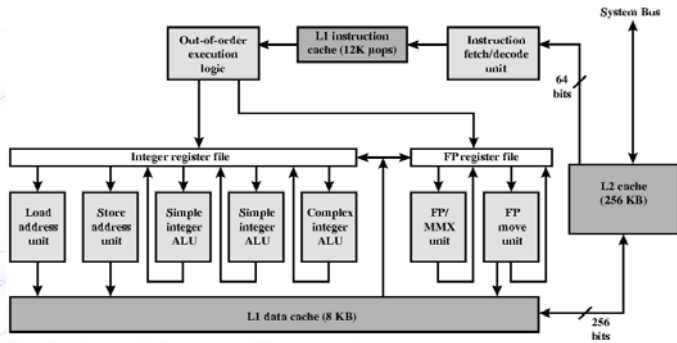 System Bus
Out-of-order
execution
logic
L1 instruction
cache (12K µops)
Instruction
fetch/decode
unit
64
bits
Integer register file
FP register file
L2 cache
(256 KB)
Load
address
unit
Store
address
unit
Simple
integer
ALU
Simple
integer
ALU
Complex
integer
ALU
FP/
MMX
unit
FP
move
unit
L1 data cache (8 KB)
256
bits